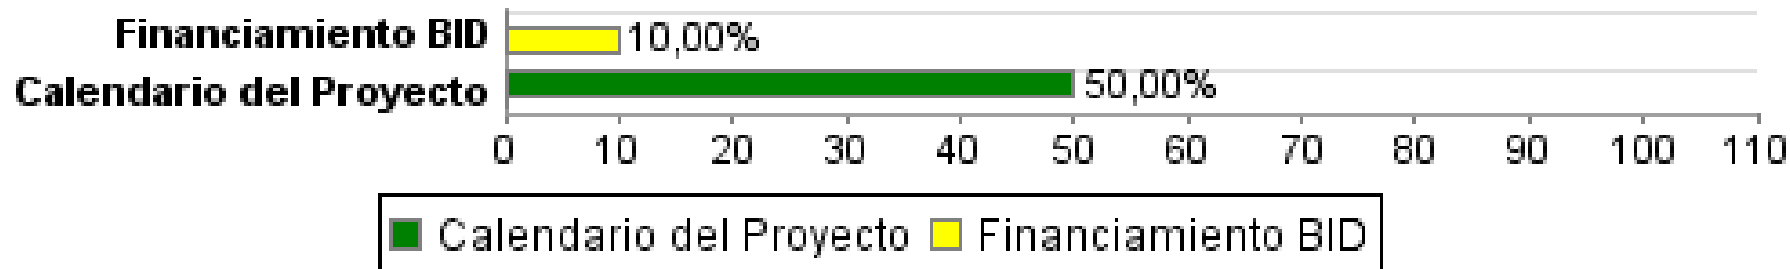 Financiamiento BID 10,00%
Calendario del Proyecto 50,00%
0 10 20 30 40 50 60 70 80 90 100 110
Calendario del Proyecto Financiamiento BID